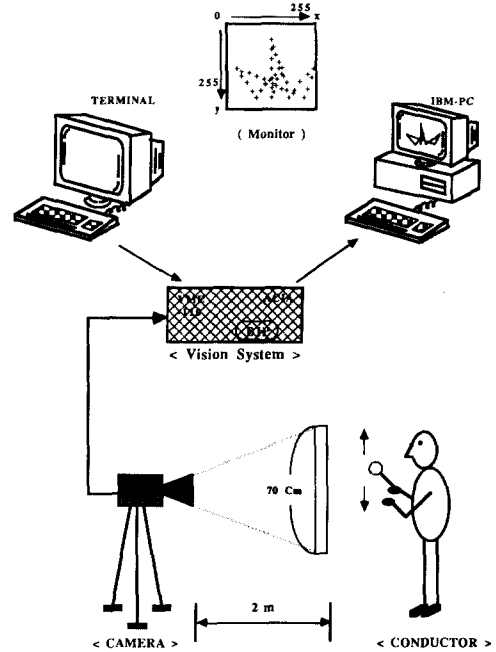 0 255 x
255
y
TERMINAL
IBM-PC
( Monitor )
< Vision System >
70 Cm
2 m
< CAMERA >
< CONDUCTOR >